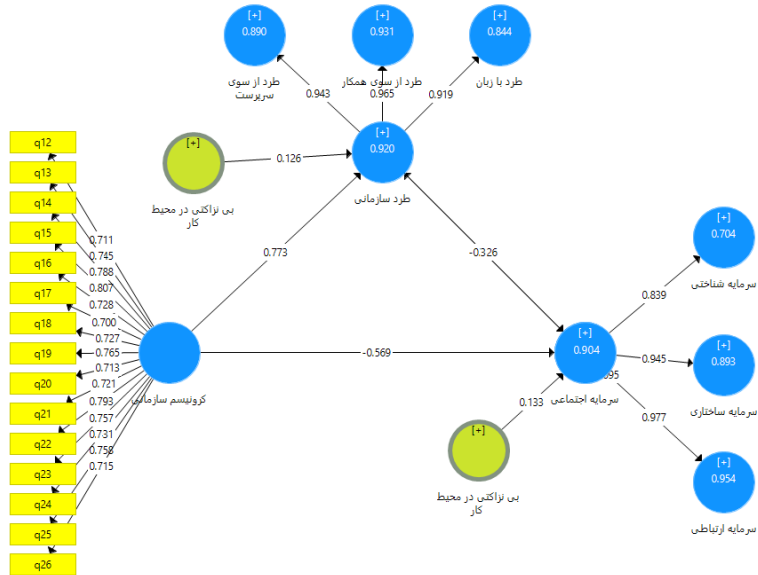 [+]
0.890
[+]
0.931
[+]
0.844
طرد از سوی
سرپرست
طرد از سوی همکار
طرد با زبان
0.943
0.965
0.919
[+]
0.920
طرد سازمانی
[+]
0.126
بی نزاکتی در محیط
کار
q12
q13
q14
q15
q16
q17
q18
q19
q20
q21
q22
q23
q24
q25
q26
0.711
0.745
0.788
0.807
0.728
0.700
0.727
0.765
0.713
0.721
0.793
0.757
0.731
0.758
0.715
کرونیسم سازمانی
0.773
-0.326
-0.569
[+]
0.904
سرمایه اجتماعی
[+]
0.133
بی نزاکتی در محیط
کار
0.839
0.945
0.977
[+]
0.704
سرمایه شناختی
[+]
0.893
سرمایه ساختاری
[+]
0.954
سرمایه ارتباطی